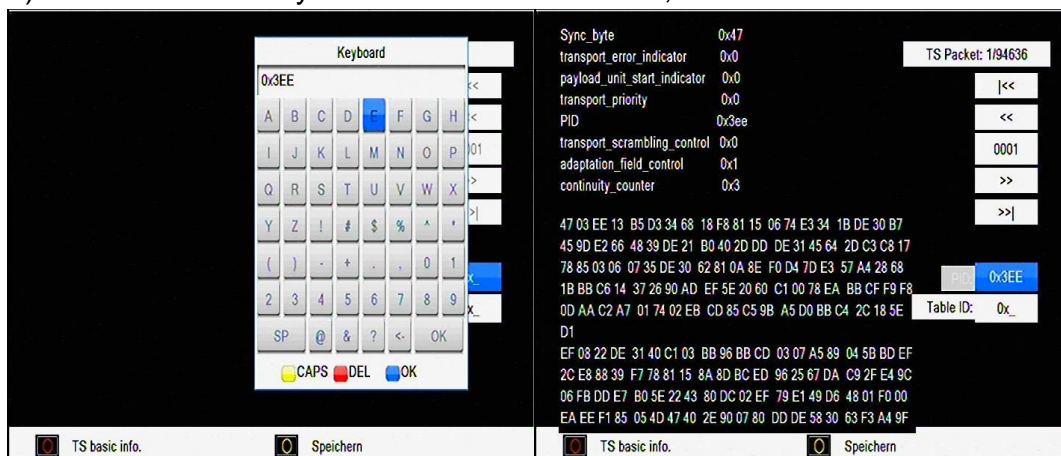 Keyboard
0x3EE
A B C D E F G H
I J K L M N O P
Q R S T U V W X
Y Z ! # $ % ^ *
( ) - + . , 0 1
2 3 4 5 6 7 8 9
SP @ & ? <- OK
CAPS DEL OK
TS basic info. Speichern
Sync_byte 0x47
transport_error_indicator 0x0
payload_unit_start_indicator 0x0
transport_priority 0x0
PID 0x3ee
transport_scrambling_control 0x0
adaptation_field_control 0x1
continuity_counter 0x3
TS Packet: 1/94636
|<<
<<
0001
>>
>>|
PID: 0x3EE
Table ID: 0x_
47 03 EE 13 B5 D3 34 68 18 F8 81 15 06 74 E3 34 1B DE 30 B7
45 9D E2 66 48 39 DE 21 B0 40 2D DD DE 31 45 64 2D C3 C8 17
78 85 03 06 07 35 DE 30 62 81 0A 8E F0 D4 7D E3 57 A4 28 68
1B BB C6 14 37 26 90 AD EF 5E 20 60 C1 00 78 EA BB CF F9 F8
0D AA C2 A7 01 74 02 EB CD 85 C5 9B A5 D0 BB C4 2C 18 5E
D1
EF 08 22 DE 31 40 C1 03 BB 96 BB CD 03 07 A5 89 04 5B BD EF
2C E8 88 39 F7 78 81 15 8A 8D BC ED 96 25 67 DA C9 2F E4 9C
06 FB DD E7 B0 5E 22 43 80 DC 02 EF 79 E1 49 D6 48 01 F0 00
EA EE F1 85 05 4D 47 40 2E 90 07 80 DD DE 58 30 63 F3 A4 9F
TS basic info. Speichern